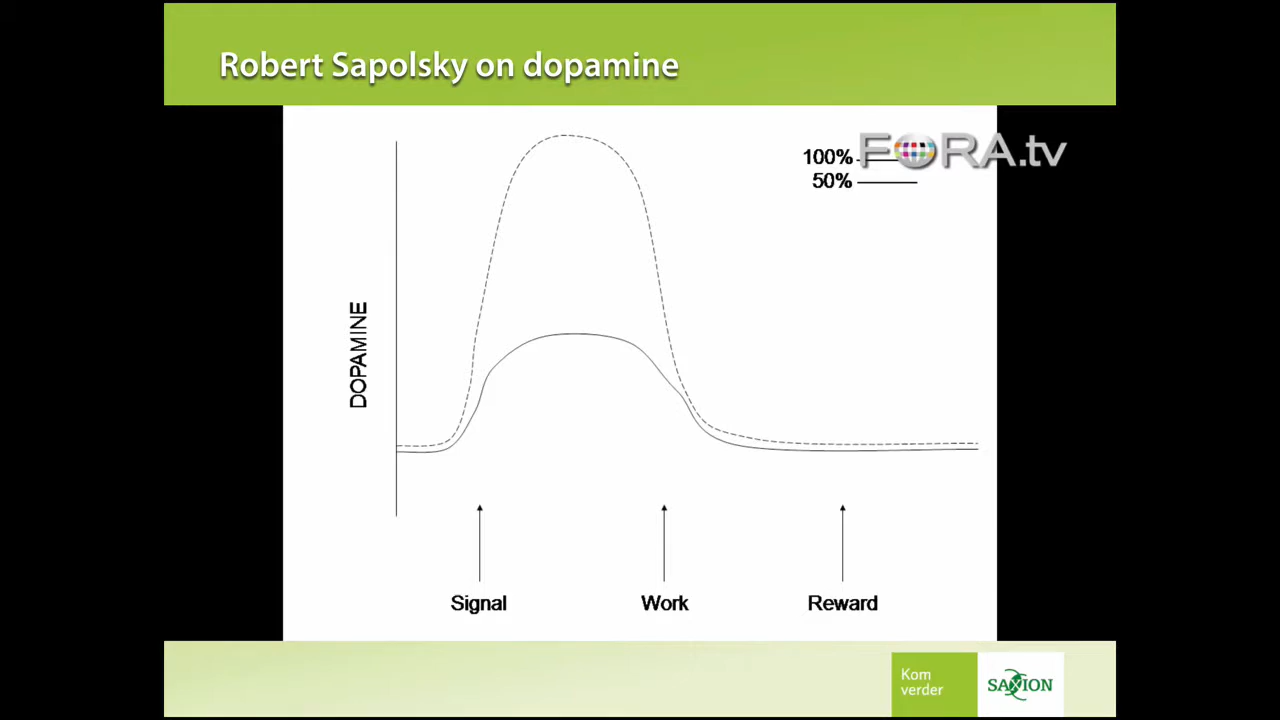 Robert Sapolsky on dopamine
FORA.tv
100%
50%
DOPAMINE
Signal
Work
Reward
Kom
verder
SAXION